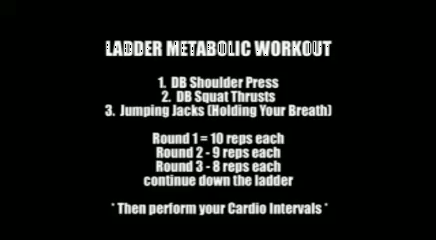 LADDER METABOLIC WORKOUT
1. DB Shoulder Press
2. DB Squat Thrusts
3. Jumping Jacks (Holding Your Breath)
Round 1 = 10 reps each
Round 2 - 9 reps each
Round 3 - 8 reps each
continue down the ladder
* Then perform your Cardio Intervals *